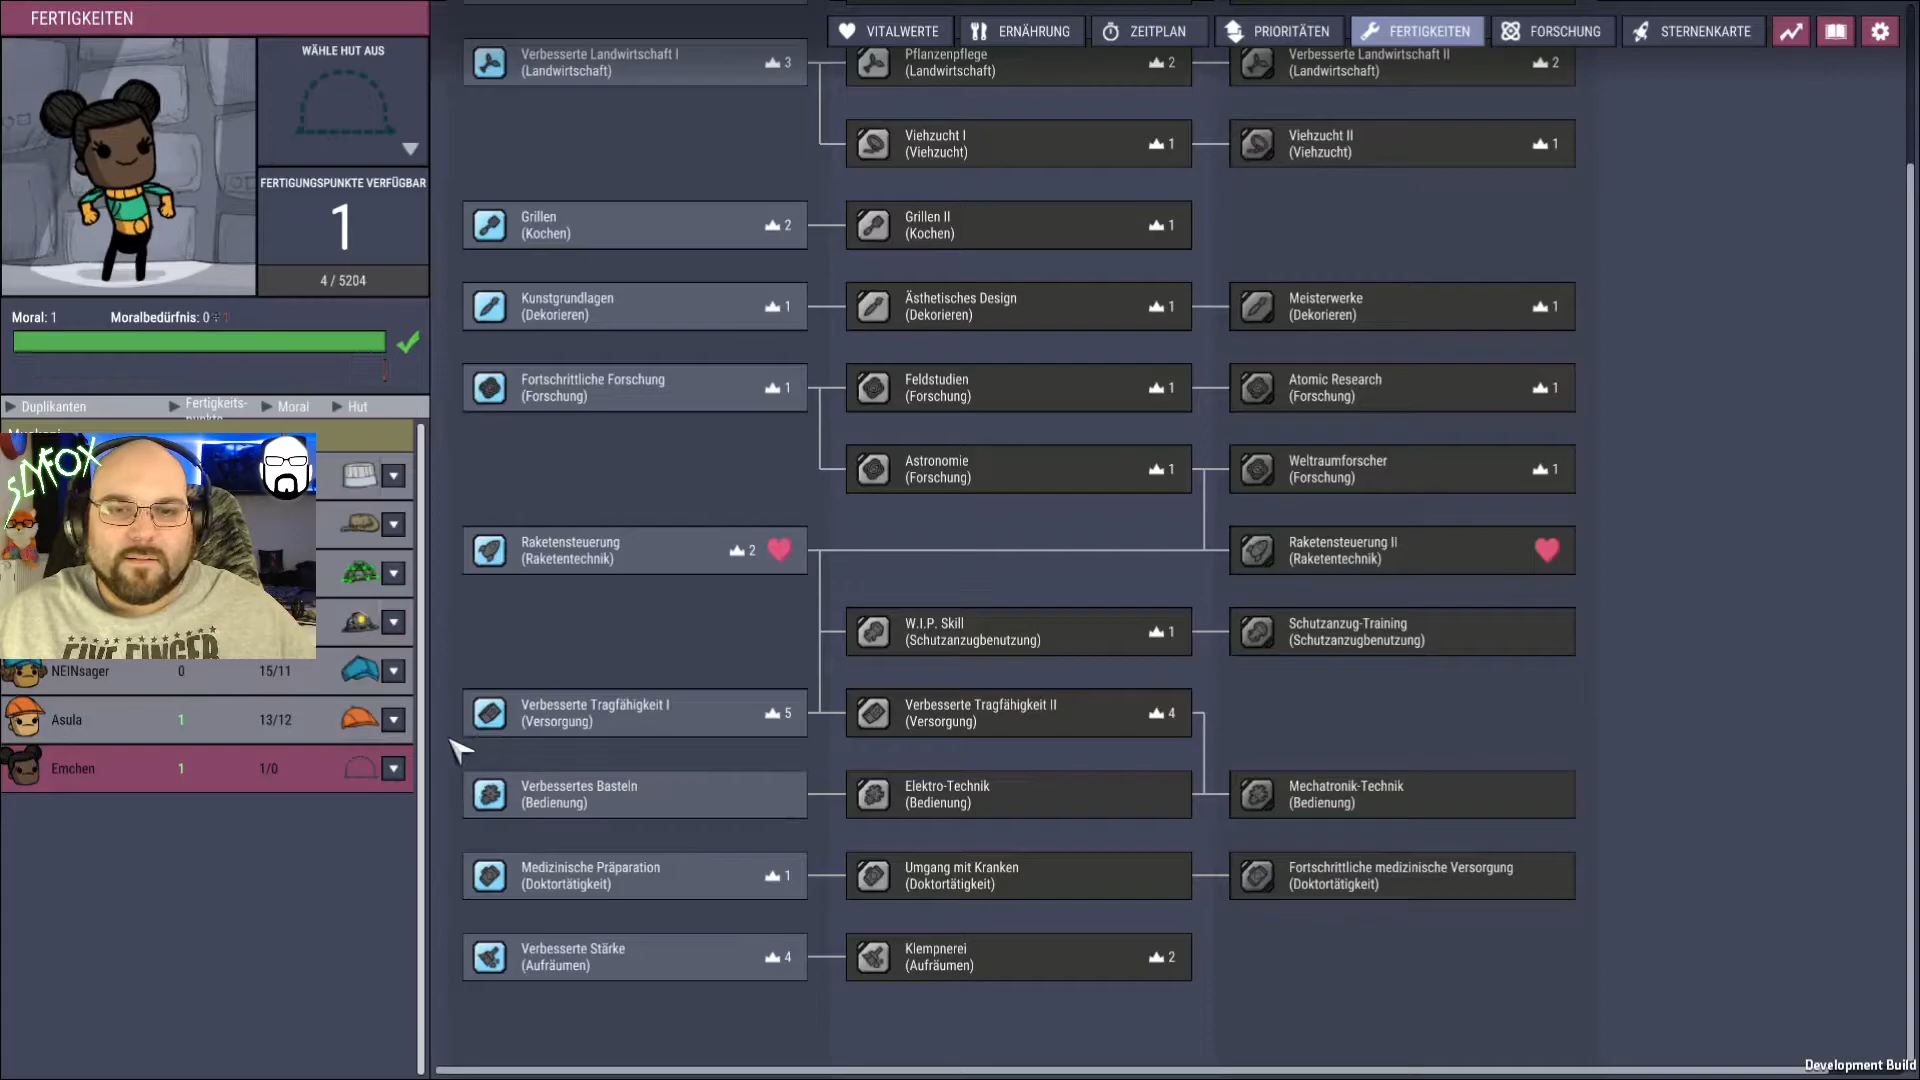 FERTIGKEITEN
WÄHLE HUT AUS
FERTIGUNGSPUNKTE VERFÜGBAR
1
4 / 5204
Moral: 1
Moralbedürfnis: 0
Duplikanten
Fertigkeits-
Moral
Hut
SLYFOX
FIVE FINGER
NEINsager
0
15/11
Asula
1
13/12
Emchen
1
1/0
VITALWERTE
ERNÄHRUNG
ZEITPLAN
PRIORITÄTEN
FERTIGKEITEN
FORSCHUNG
STERNENKARTE
Verbesserte Landwirtschaft I
(Landwirtschaft)
3
Pflanzenpflege
(Landwirtschaft)
2
Verbesserte Landwirtschaft II
(Landwirtschaft)
2
Viehzucht I
(Viehzucht)
1
Viehzucht II
(Viehzucht)
1
Grillen
(Kochen)
2
Grillen II
(Kochen)
1
Kunstgrundlagen
(Dekorieren)
1
Ästhetisches Design
(Dekorieren)
1
Meisterwerke
(Dekorieren)
1
Fortschrittliche Forschung
(Forschung)
1
Feldstudien
(Forschung)
1
Atomic Research
(Forschung)
1
Astronomie
(Forschung)
1
Weltraumforscher
(Forschung)
1
Raketensteuerung
(Raketentechnik)
2
Raketensteuerung II
(Raketentechnik)
W.I.P. Skill
(Schutzanzugbenutzung)
1
Schutzanzug-Training
(Schutzanzugbenutzung)
Verbesserte Tragfähigkeit I
(Versorgung)
5
Verbesserte Tragfähigkeit II
(Versorgung)
4
Verbessertes Basteln
(Bedienung)
Elektro-Technik
(Bedienung)
Mechatronik-Technik
(Bedienung)
Medizinische Präparation
(Doktortätigkeit)
1
Umgang mit Kranken
(Doktortätigkeit)
Fortschrittliche medizinische Versorgung
(Doktortätigkeit)
Verbesserte Stärke
(Aufräumen)
4
Klempnerei
(Aufräumen)
2
Development Build